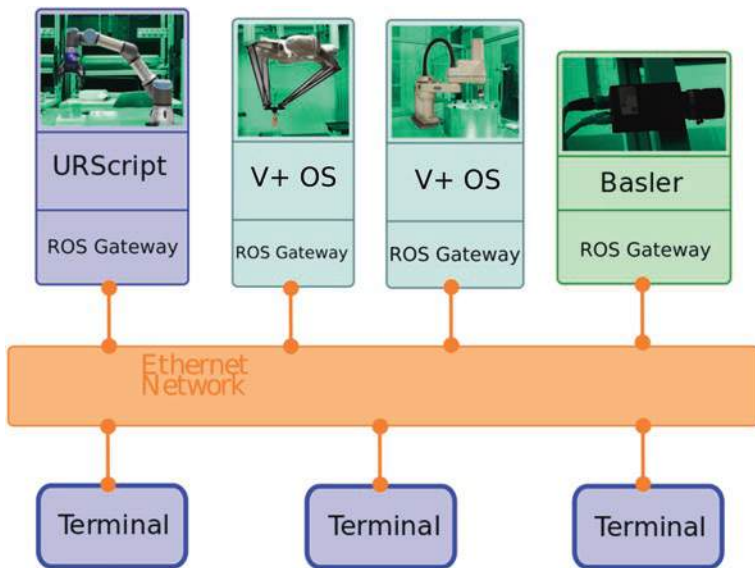 URScript
V+ OS
V+ OS
Basler
ROS Gateway
ROS Gateway
ROS Gateway
ROS Gateway
Ethernet
Network
Terminal
Terminal
Terminal